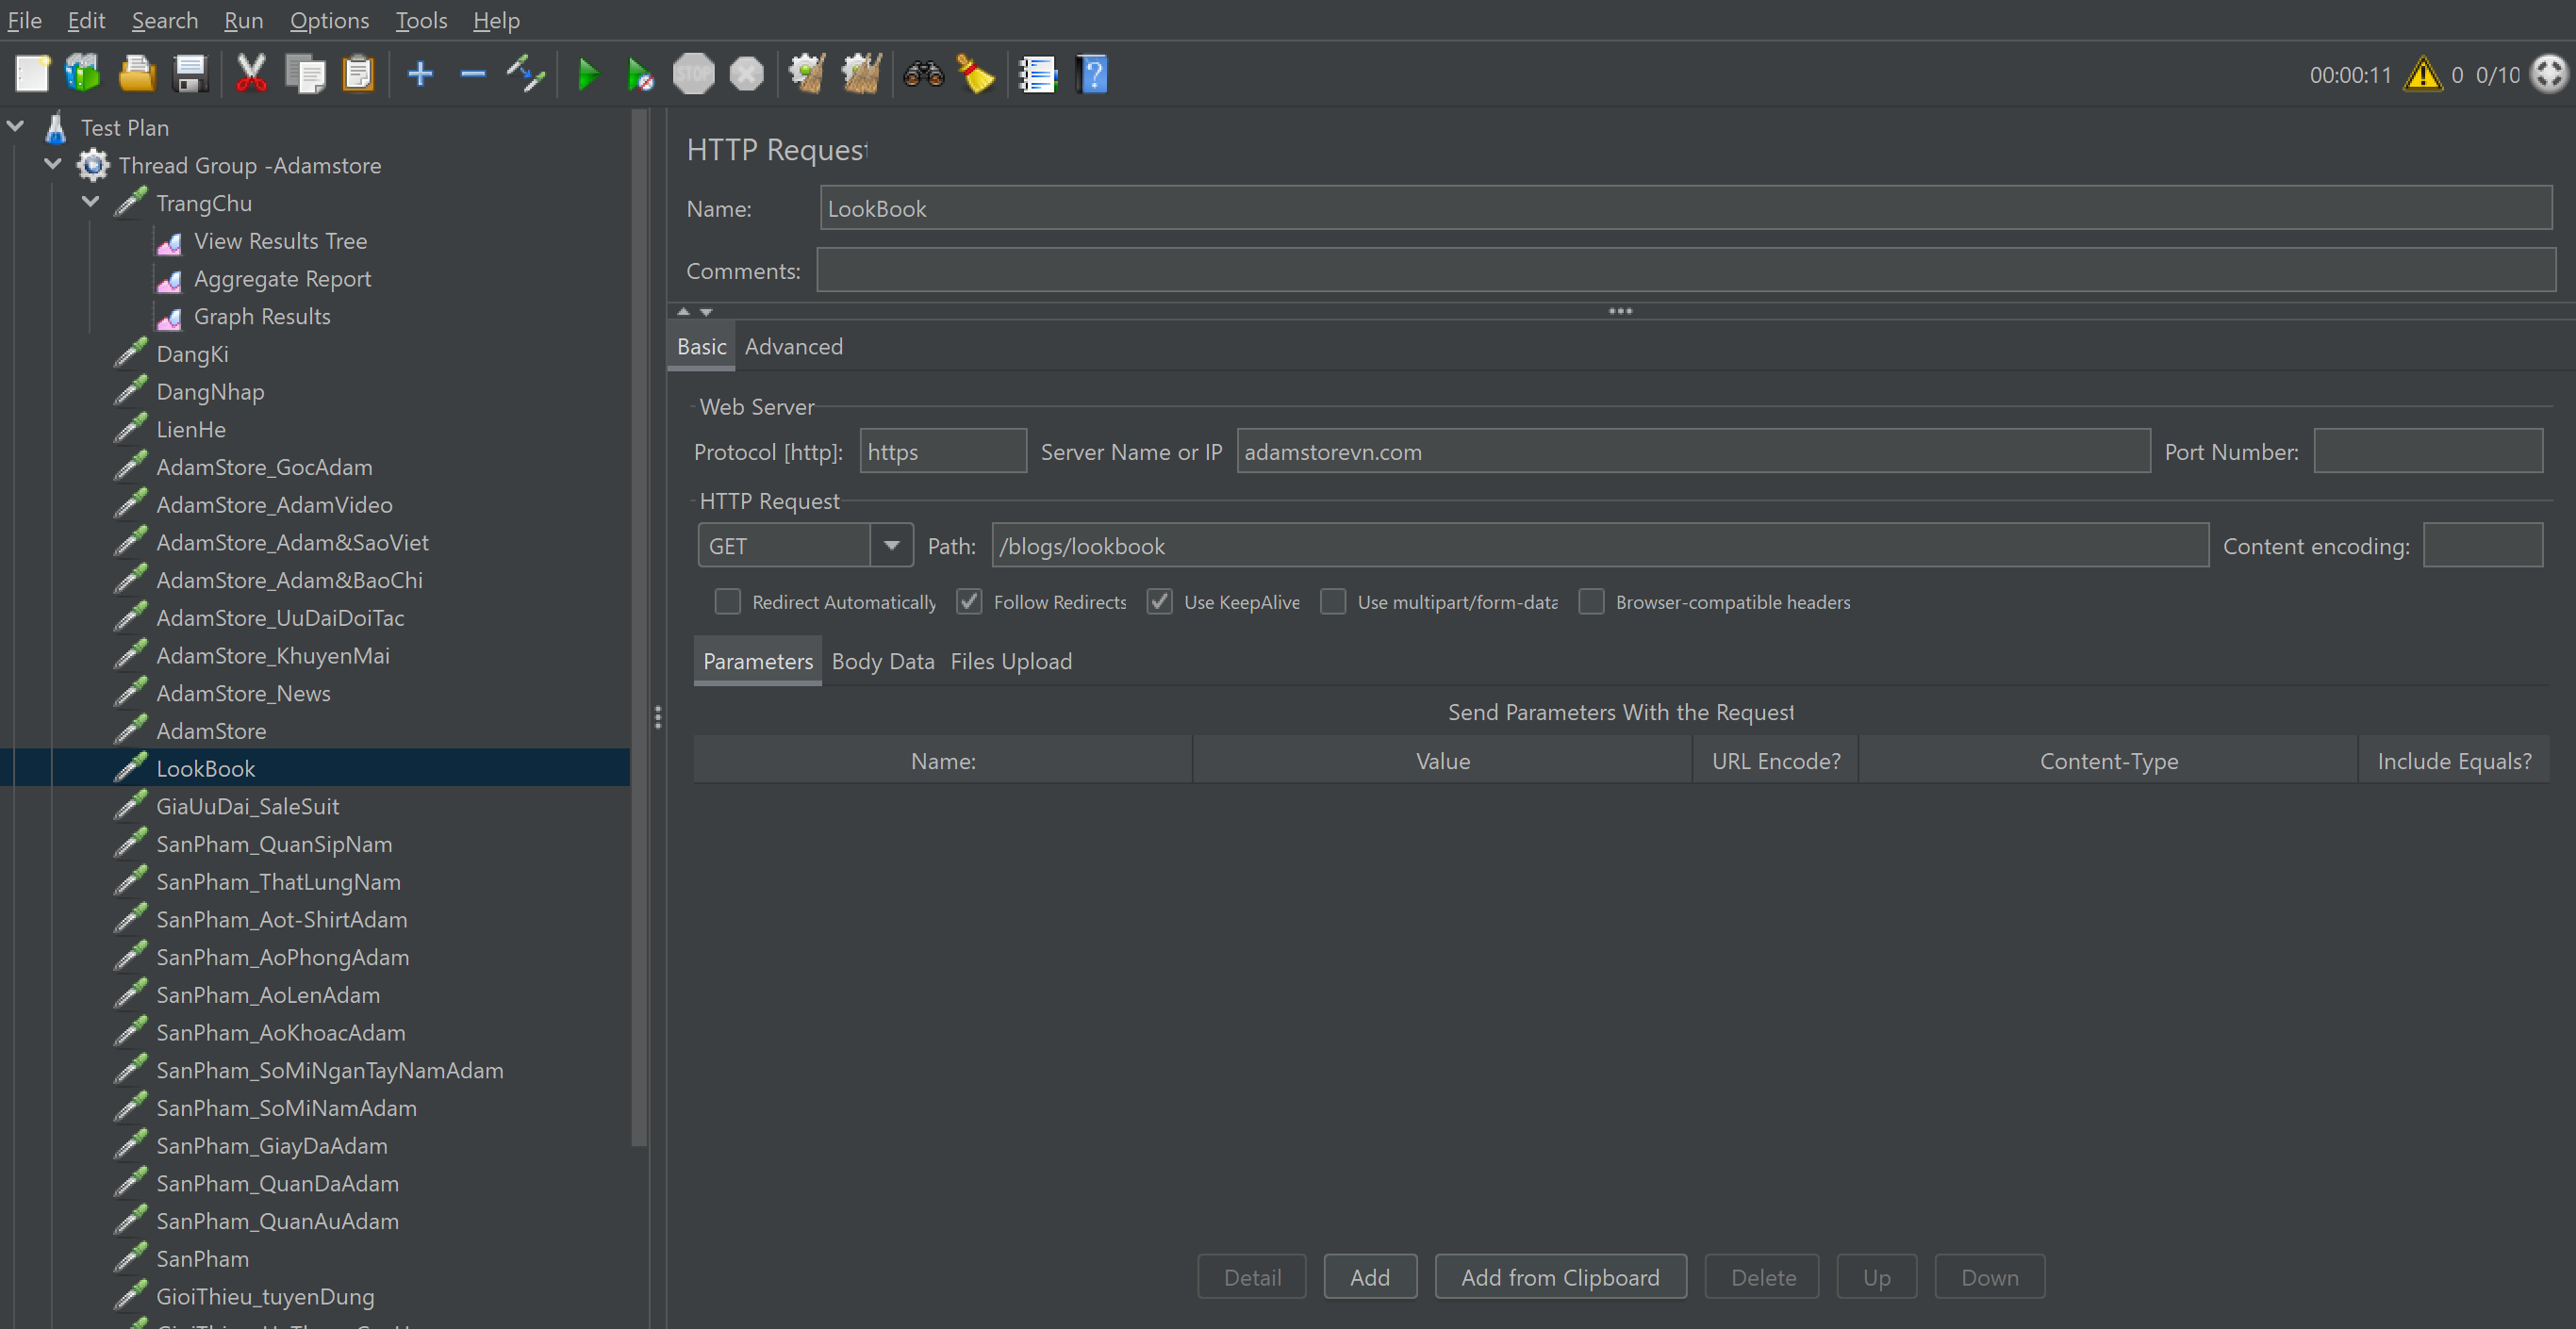 File Edit Search Run Options Tools Help
STOP
00:00:11 0 0/10
Test Plan
Thread Group -Adamstore
TrangChu
View Results Tree
Aggregate Report
Graph Results
DangKi
DangNhap
LienHe
AdamStore_GocAdam
AdamStore_AdamVideo
AdamStore_Adam&SaoViet
AdamStore_Adam&BaoChi
AdamStore_UuDaiDoiTac
AdamStore_KhuyenMai
AdamStore_News
AdamStore
LookBook
GiaUuDai_SaleSuit
SanPham_QuanSipNam
SanPham_ThatLungNam
SanPham_Aot-ShirtAdam
SanPham_AoPhongAdam
SanPham_AoLenAdam
SanPham_AoKhoacAdam
SanPham_SoMiNganTayNamAdam
SanPham_SoMiNamAdam
SanPham_GiayDaAdam
SanPham_QuanDaAdam
SanPham_QuanAuAdam
SanPham
GioiThieu_tuyenDung
HTTP Request
Name: LookBook
Comments:
Basic Advanced
Web Server
Protocol [http]: https Server Name or IP adamstorevn.com Port Number:
HTTP Request
GET Path: /blogs/lookbook Content encoding:
Redirect Automatically Follow Redirects Use KeepAlive Use multipart/form-data Browser-compatible headers
Parameters Body Data Files Upload
Send Parameters With the Request
Name: Value URL Encode? Content-Type Include Equals?
Detail Add Add from Clipboard Delete Up Down